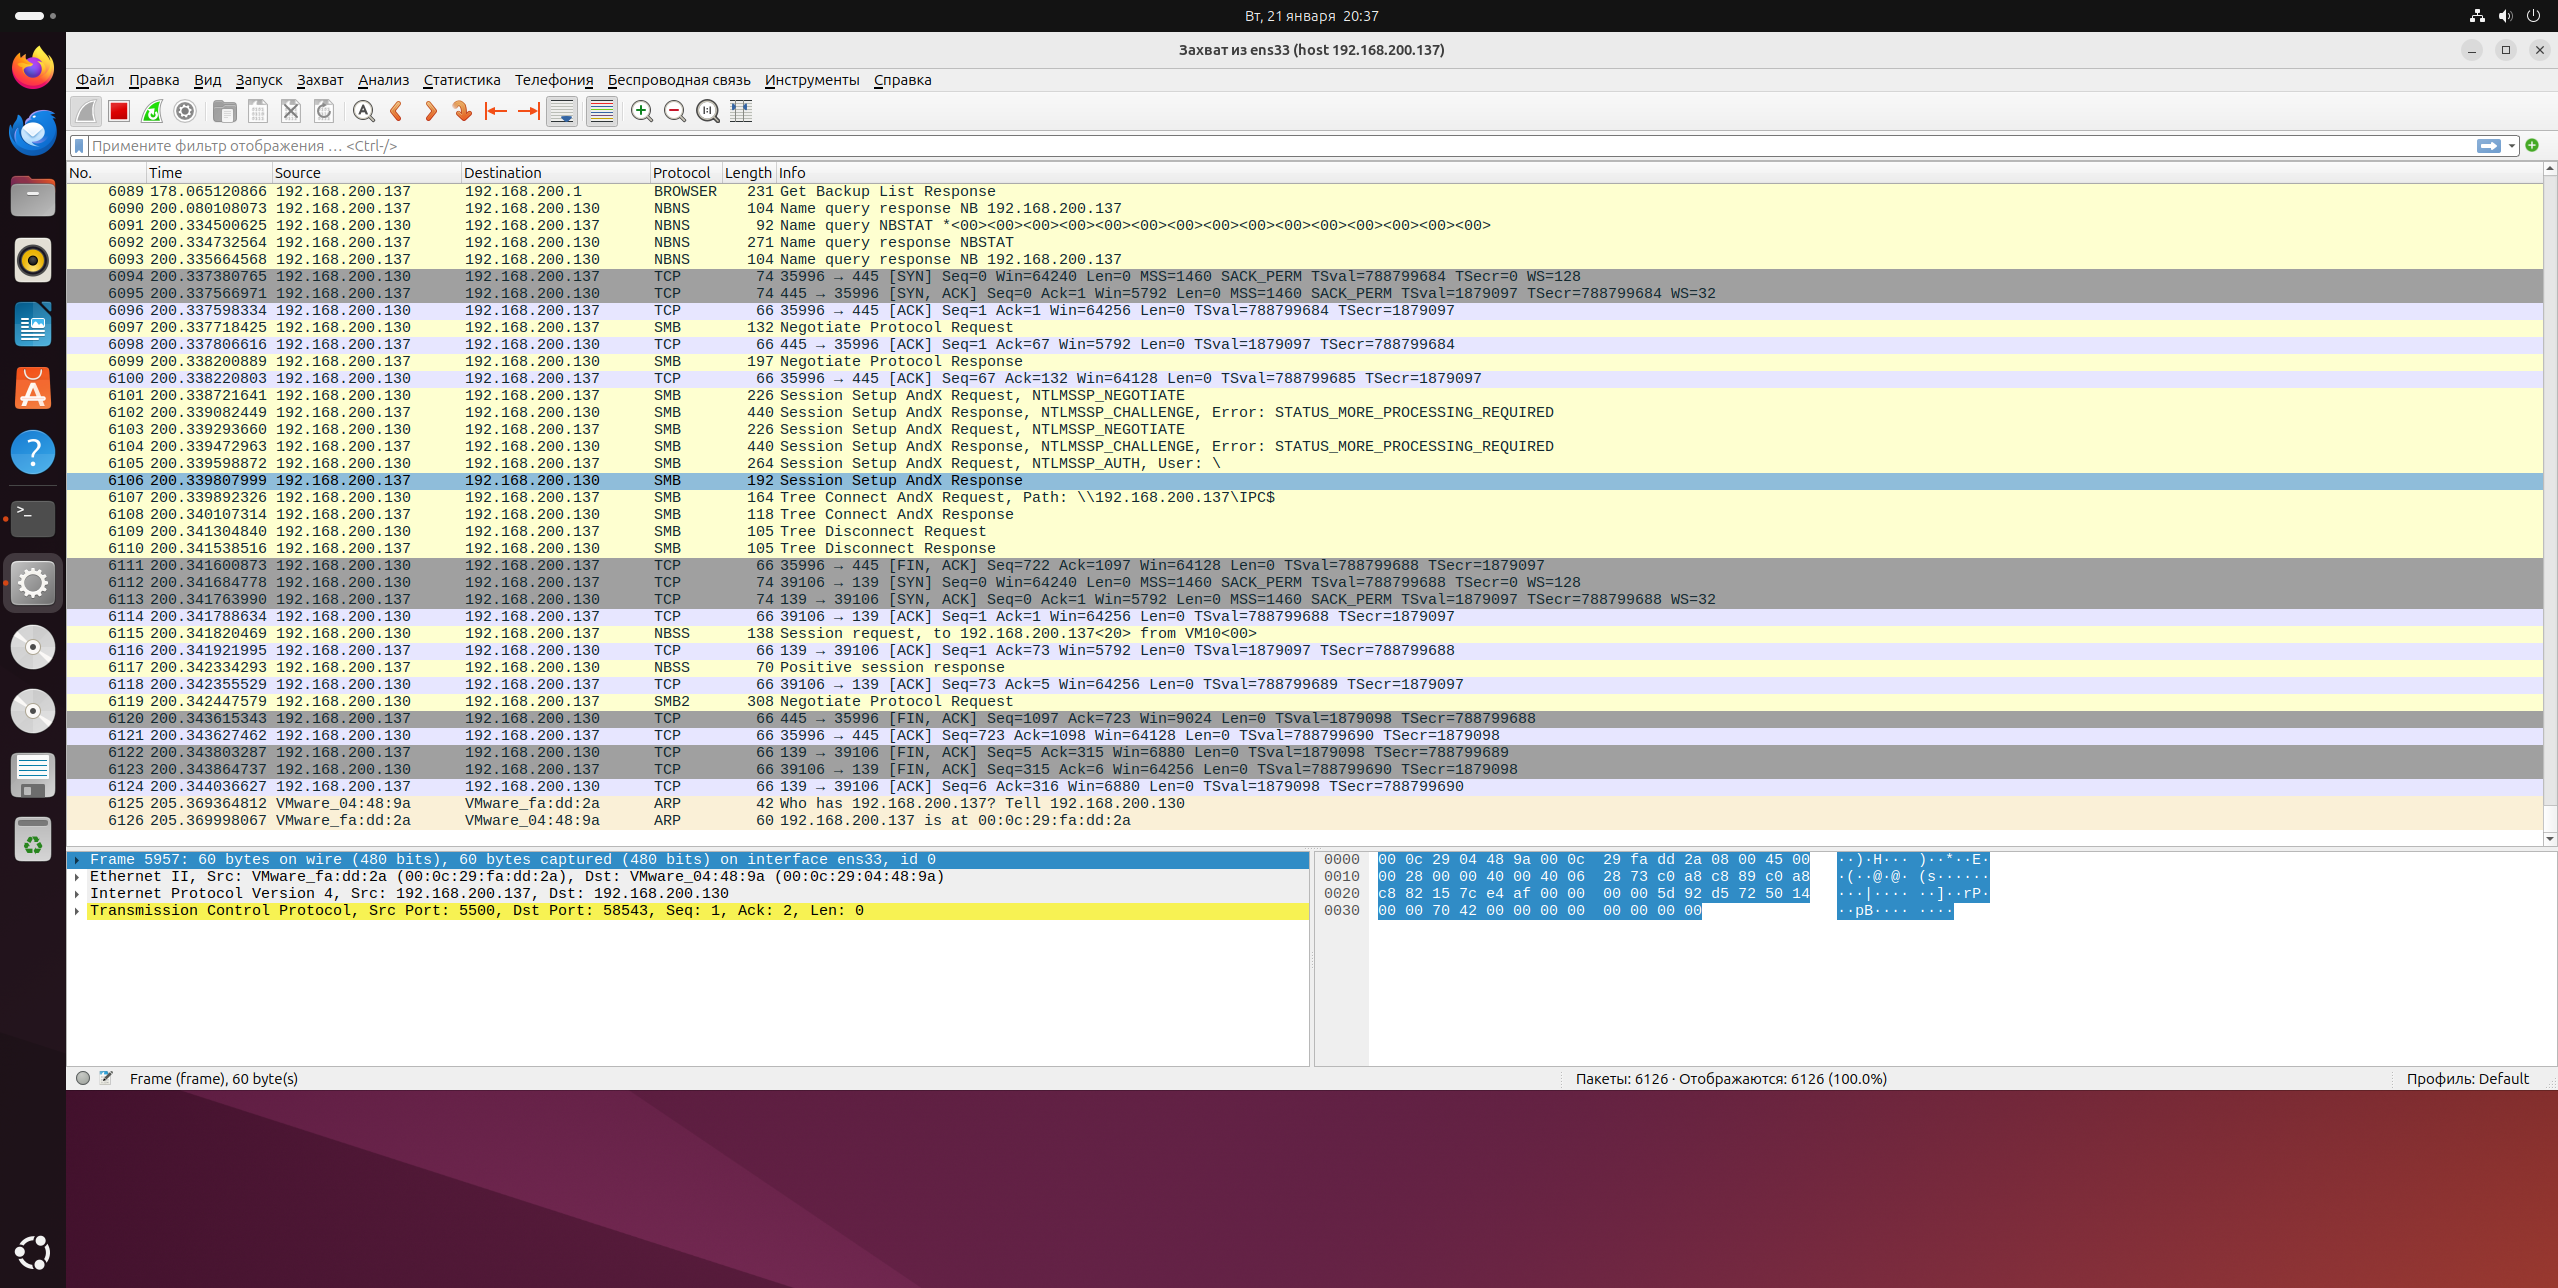 Вт, 21 января 20:37
Захват из ens33 (host 192.168.200.137)
Файл Правка Вид Запуск Захват Анализ Статистика Телефония Беспроводная связь Инструменты Справка
Примените фильтр отображения … <Ctrl-/>
No. Time Source Destination Protocol Length Info
6089 178.065120866 192.168.200.137 192.168.200.1 BROWSER 231 Get Backup List Response
6090 200.080108073 192.168.200.137 192.168.200.130 NBNS 104 Name query response NB 192.168.200.137
6091 200.334500625 192.168.200.130 192.168.200.137 NBNS 92 Name query NBSTAT *<00><00><00><00><00><00><00><00><00><00><00><00><00><00><00>
6092 200.334732564 192.168.200.137 192.168.200.130 NBNS 271 Name query response NBSTAT
6093 200.335664568 192.168.200.137 192.168.200.130 NBNS 104 Name query response NB 192.168.200.137
6094 200.337380765 192.168.200.130 192.168.200.137 TCP 74 35996 → 445 [SYN] Seq=0 Win=64240 Len=0 MSS=1460 SACK_PERM TSval=788799684 TSecr=0 WS=128
6095 200.337566971 192.168.200.137 192.168.200.130 TCP 74 445 → 35996 [SYN, ACK] Seq=0 Ack=1 Win=5792 Len=0 MSS=1460 SACK_PERM TSval=1879097 TSecr=788799684 WS=32
6096 200.337598334 192.168.200.130 192.168.200.137 TCP 66 35996 → 445 [ACK] Seq=1 Ack=1 Win=64256 Len=0 TSval=788799684 TSecr=1879097
6097 200.337718425 192.168.200.130 192.168.200.137 SMB 132 Negotiate Protocol Request
6098 200.337806616 192.168.200.137 192.168.200.130 TCP 66 445 → 35996 [ACK] Seq=1 Ack=67 Win=5792 Len=0 TSval=1879097 TSecr=788799684
6099 200.338200889 192.168.200.137 192.168.200.130 SMB 197 Negotiate Protocol Response
6100 200.338220803 192.168.200.130 192.168.200.137 TCP 66 35996 → 445 [ACK] Seq=67 Ack=132 Win=64128 Len=0 TSval=788799685 TSecr=1879097
6101 200.338721641 192.168.200.130 192.168.200.137 SMB 226 Session Setup AndX Request, NTLMSSP_NEGOTIATE
6102 200.339082449 192.168.200.137 192.168.200.130 SMB 440 Session Setup AndX Response, NTLMSSP_CHALLENGE, Error: STATUS_MORE_PROCESSING_REQUIRED
6103 200.339293660 192.168.200.130 192.168.200.137 SMB 226 Session Setup AndX Request, NTLMSSP_NEGOTIATE
6104 200.339472963 192.168.200.137 192.168.200.130 SMB 440 Session Setup AndX Response, NTLMSSP_CHALLENGE, Error: STATUS_MORE_PROCESSING_REQUIRED
6105 200.339598872 192.168.200.130 192.168.200.137 SMB 264 Session Setup AndX Request, NTLMSSP_AUTH, User: \
6106 200.339807999 192.168.200.137 192.168.200.130 SMB 192 Session Setup AndX Response
6107 200.339892326 192.168.200.130 192.168.200.137 SMB 164 Tree Connect AndX Request, Path: \\192.168.200.137\IPC$
6108 200.340107314 192.168.200.137 192.168.200.130 SMB 118 Tree Connect AndX Response
6109 200.341304840 192.168.200.130 192.168.200.137 SMB 105 Tree Disconnect Request
6110 200.341538516 192.168.200.137 192.168.200.130 SMB 105 Tree Disconnect Response
6111 200.341600873 192.168.200.130 192.168.200.137 TCP 66 35996 → 445 [FIN, ACK] Seq=722 Ack=1097 Win=64128 Len=0 TSval=788799688 TSecr=1879097
6112 200.341684778 192.168.200.130 192.168.200.137 TCP 74 39106 → 139 [SYN] Seq=0 Win=64240 Len=0 MSS=1460 SACK_PERM TSval=788799688 TSecr=0 WS=128
6113 200.341763990 192.168.200.137 192.168.200.130 TCP 74 139 → 39106 [SYN, ACK] Seq=0 Ack=1 Win=5792 Len=0 MSS=1460 SACK_PERM TSval=1879097 TSecr=788799688 WS=32
6114 200.341788634 192.168.200.130 192.168.200.137 TCP 66 39106 → 139 [ACK] Seq=1 Ack=1 Win=64256 Len=0 TSval=788799688 TSecr=1879097
6115 200.341820469 192.168.200.130 192.168.200.137 NBSS 138 Session request, to 192.168.200.137<20> from VM10<00>
6116 200.341921995 192.168.200.137 192.168.200.130 TCP 66 139 → 39106 [ACK] Seq=1 Ack=73 Win=5792 Len=0 TSval=1879097 TSecr=788799688
6117 200.342334293 192.168.200.137 192.168.200.130 NBSS 70 Positive session response
6118 200.342355529 192.168.200.130 192.168.200.137 TCP 66 39106 → 139 [ACK] Seq=73 Ack=5 Win=64256 Len=0 TSval=788799689 TSecr=1879097
6119 200.342447579 192.168.200.130 192.168.200.137 SMB2 308 Negotiate Protocol Request
6120 200.343615343 192.168.200.137 192.168.200.130 TCP 66 445 → 35996 [FIN, ACK] Seq=1097 Ack=723 Win=9024 Len=0 TSval=1879098 TSecr=788799688
6121 200.343627462 192.168.200.130 192.168.200.137 TCP 66 35996 → 445 [ACK] Seq=723 Ack=1098 Win=64128 Len=0 TSval=788799690 TSecr=1879098
6122 200.343803287 192.168.200.137 192.168.200.130 TCP 66 139 → 39106 [FIN, ACK] Seq=5 Ack=315 Win=6880 Len=0 TSval=1879098 TSecr=788799689
6123 200.343864737 192.168.200.130 192.168.200.137 TCP 66 39106 → 139 [FIN, ACK] Seq=315 Ack=6 Win=64256 Len=0 TSval=788799690 TSecr=1879098
6124 200.344036627 192.168.200.137 192.168.200.130 TCP 66 139 → 39106 [ACK] Seq=6 Ack=316 Win=6880 Len=0 TSval=1879098 TSecr=788799690
6125 205.369364812 VMware_04:48:9a VMware_fa:dd:2a ARP 42 Who has 192.168.200.137? Tell 192.168.200.130
6126 205.369998067 VMware_fa:dd:2a VMware_04:48:9a ARP 60 192.168.200.137 is at 00:0c:29:fa:dd:2a
Frame 5957: 60 bytes on wire (480 bits), 60 bytes captured (480 bits) on interface ens33, id 0
Ethernet II, Src: VMware_fa:dd:2a (00:0c:29:fa:dd:2a), Dst: VMware_04:48:9a (00:0c:29:04:48:9a)
Internet Protocol Version 4, Src: 192.168.200.137, Dst: 192.168.200.130
Transmission Control Protocol, Src Port: 5500, Dst Port: 58543, Seq: 1, Ack: 2, Len: 0
0000 00 0c 29 04 48 9a 00 0c 29 fa dd 2a 08 00 45 00 ··)·H··· )··*··E·
0010 00 28 00 00 40 00 40 06 28 73 c0 a8 c8 89 c0 a8 ·(··@·@· (s······
0020 c8 82 15 7c e4 af 00 00 00 00 5d 92 d5 72 50 14 ···|···· ··]··rP·
0030 00 00 70 42 00 00 00 00 00 00 00 00 ··pB···· ····
Frame (frame), 60 byte(s)
Пакеты: 6126 · Отображаются: 6126 (100.0%)
Профиль: Default